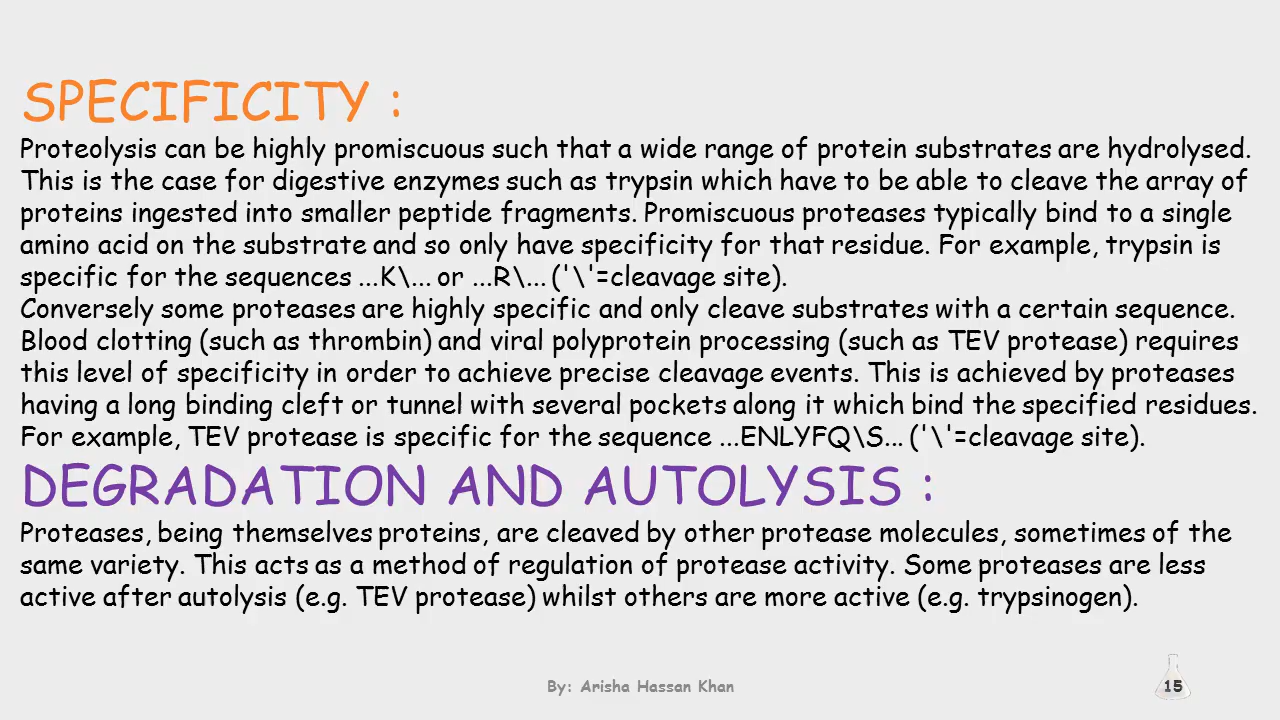 SPECIFICITY :
Proteolysis can be highly promiscuous such that a wide range of protein substrates are hydrolysed.
This is the case for digestive enzymes such as trypsin which have to be able to cleave the array of
proteins ingested into smaller peptide fragments. Promiscuous proteases typically bind to a single
amino acid on the substrate and so only have specificity for that residue. For example, trypsin is
specific for the sequences ...K\... or ...R\... ('\'=cleavage site).
Conversely some proteases are highly specific and only cleave substrates with a certain sequence.
Blood clotting (such as thrombin) and viral polyprotein processing (such as TEV protease) requires
this level of specificity in order to achieve precise cleavage events. This is achieved by proteases
having a long binding cleft or tunnel with several pockets along it which bind the specified residues.
For example, TEV protease is specific for the sequence ...ENLYFQ\S... ('\'=cleavage site).
DEGRADATION AND AUTOLYSIS :
Proteases, being themselves proteins, are cleaved by other protease molecules, sometimes of the
same variety. This acts as a method of regulation of protease activity. Some proteases are less
active after autolysis (e.g. TEV protease) whilst others are more active (e.g. trypsinogen).
By: Arisha Hassan Khan
15